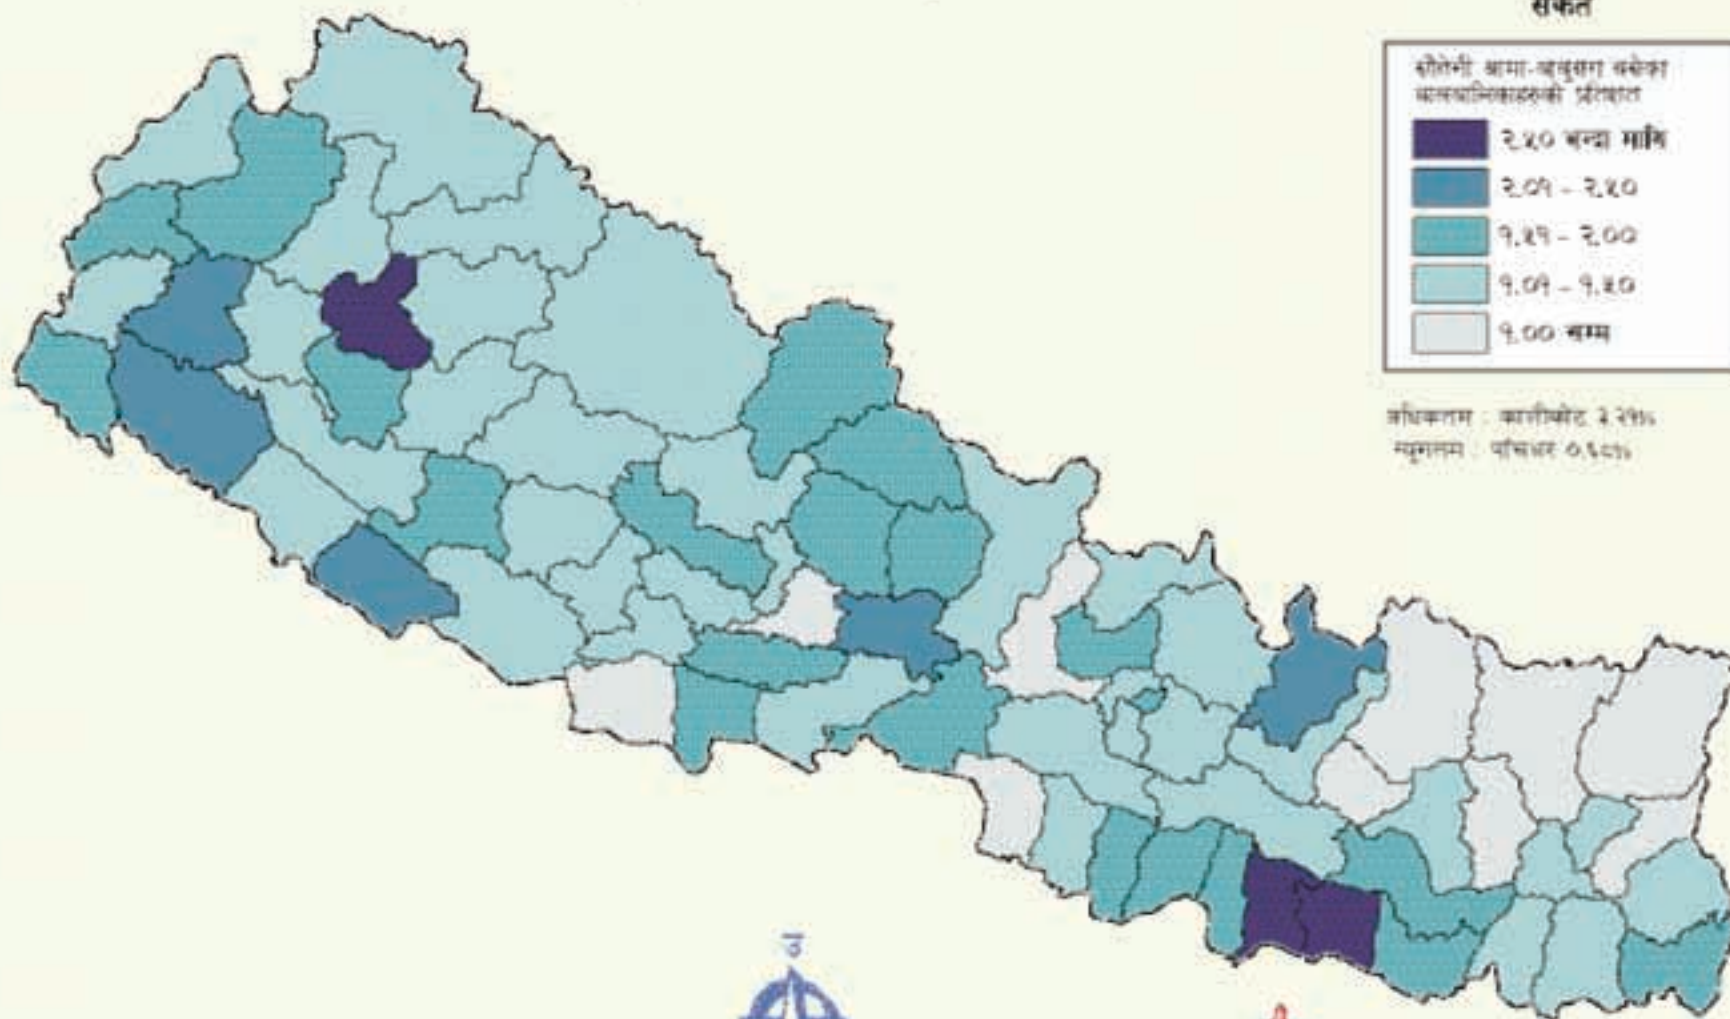 संकेत
सौतेनी आमा-बाबुसंग बसेका
बालबालिकाहरुको प्रतिशत
२.५० भन्दा माथि
२.०१ - २.५०
१.५१ - २.००
१.०१ - १.५०
१.०० सम्म
अधिकतम : कालीकोट ३.२१%
न्यूनतम : पाँचथर ०.६८%
उ